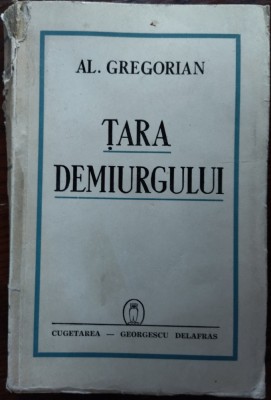 AL. GREGORIAN
ȚARA
DEMIURGULUI
CUGETAREA — GEORGESCU DELAFRAS